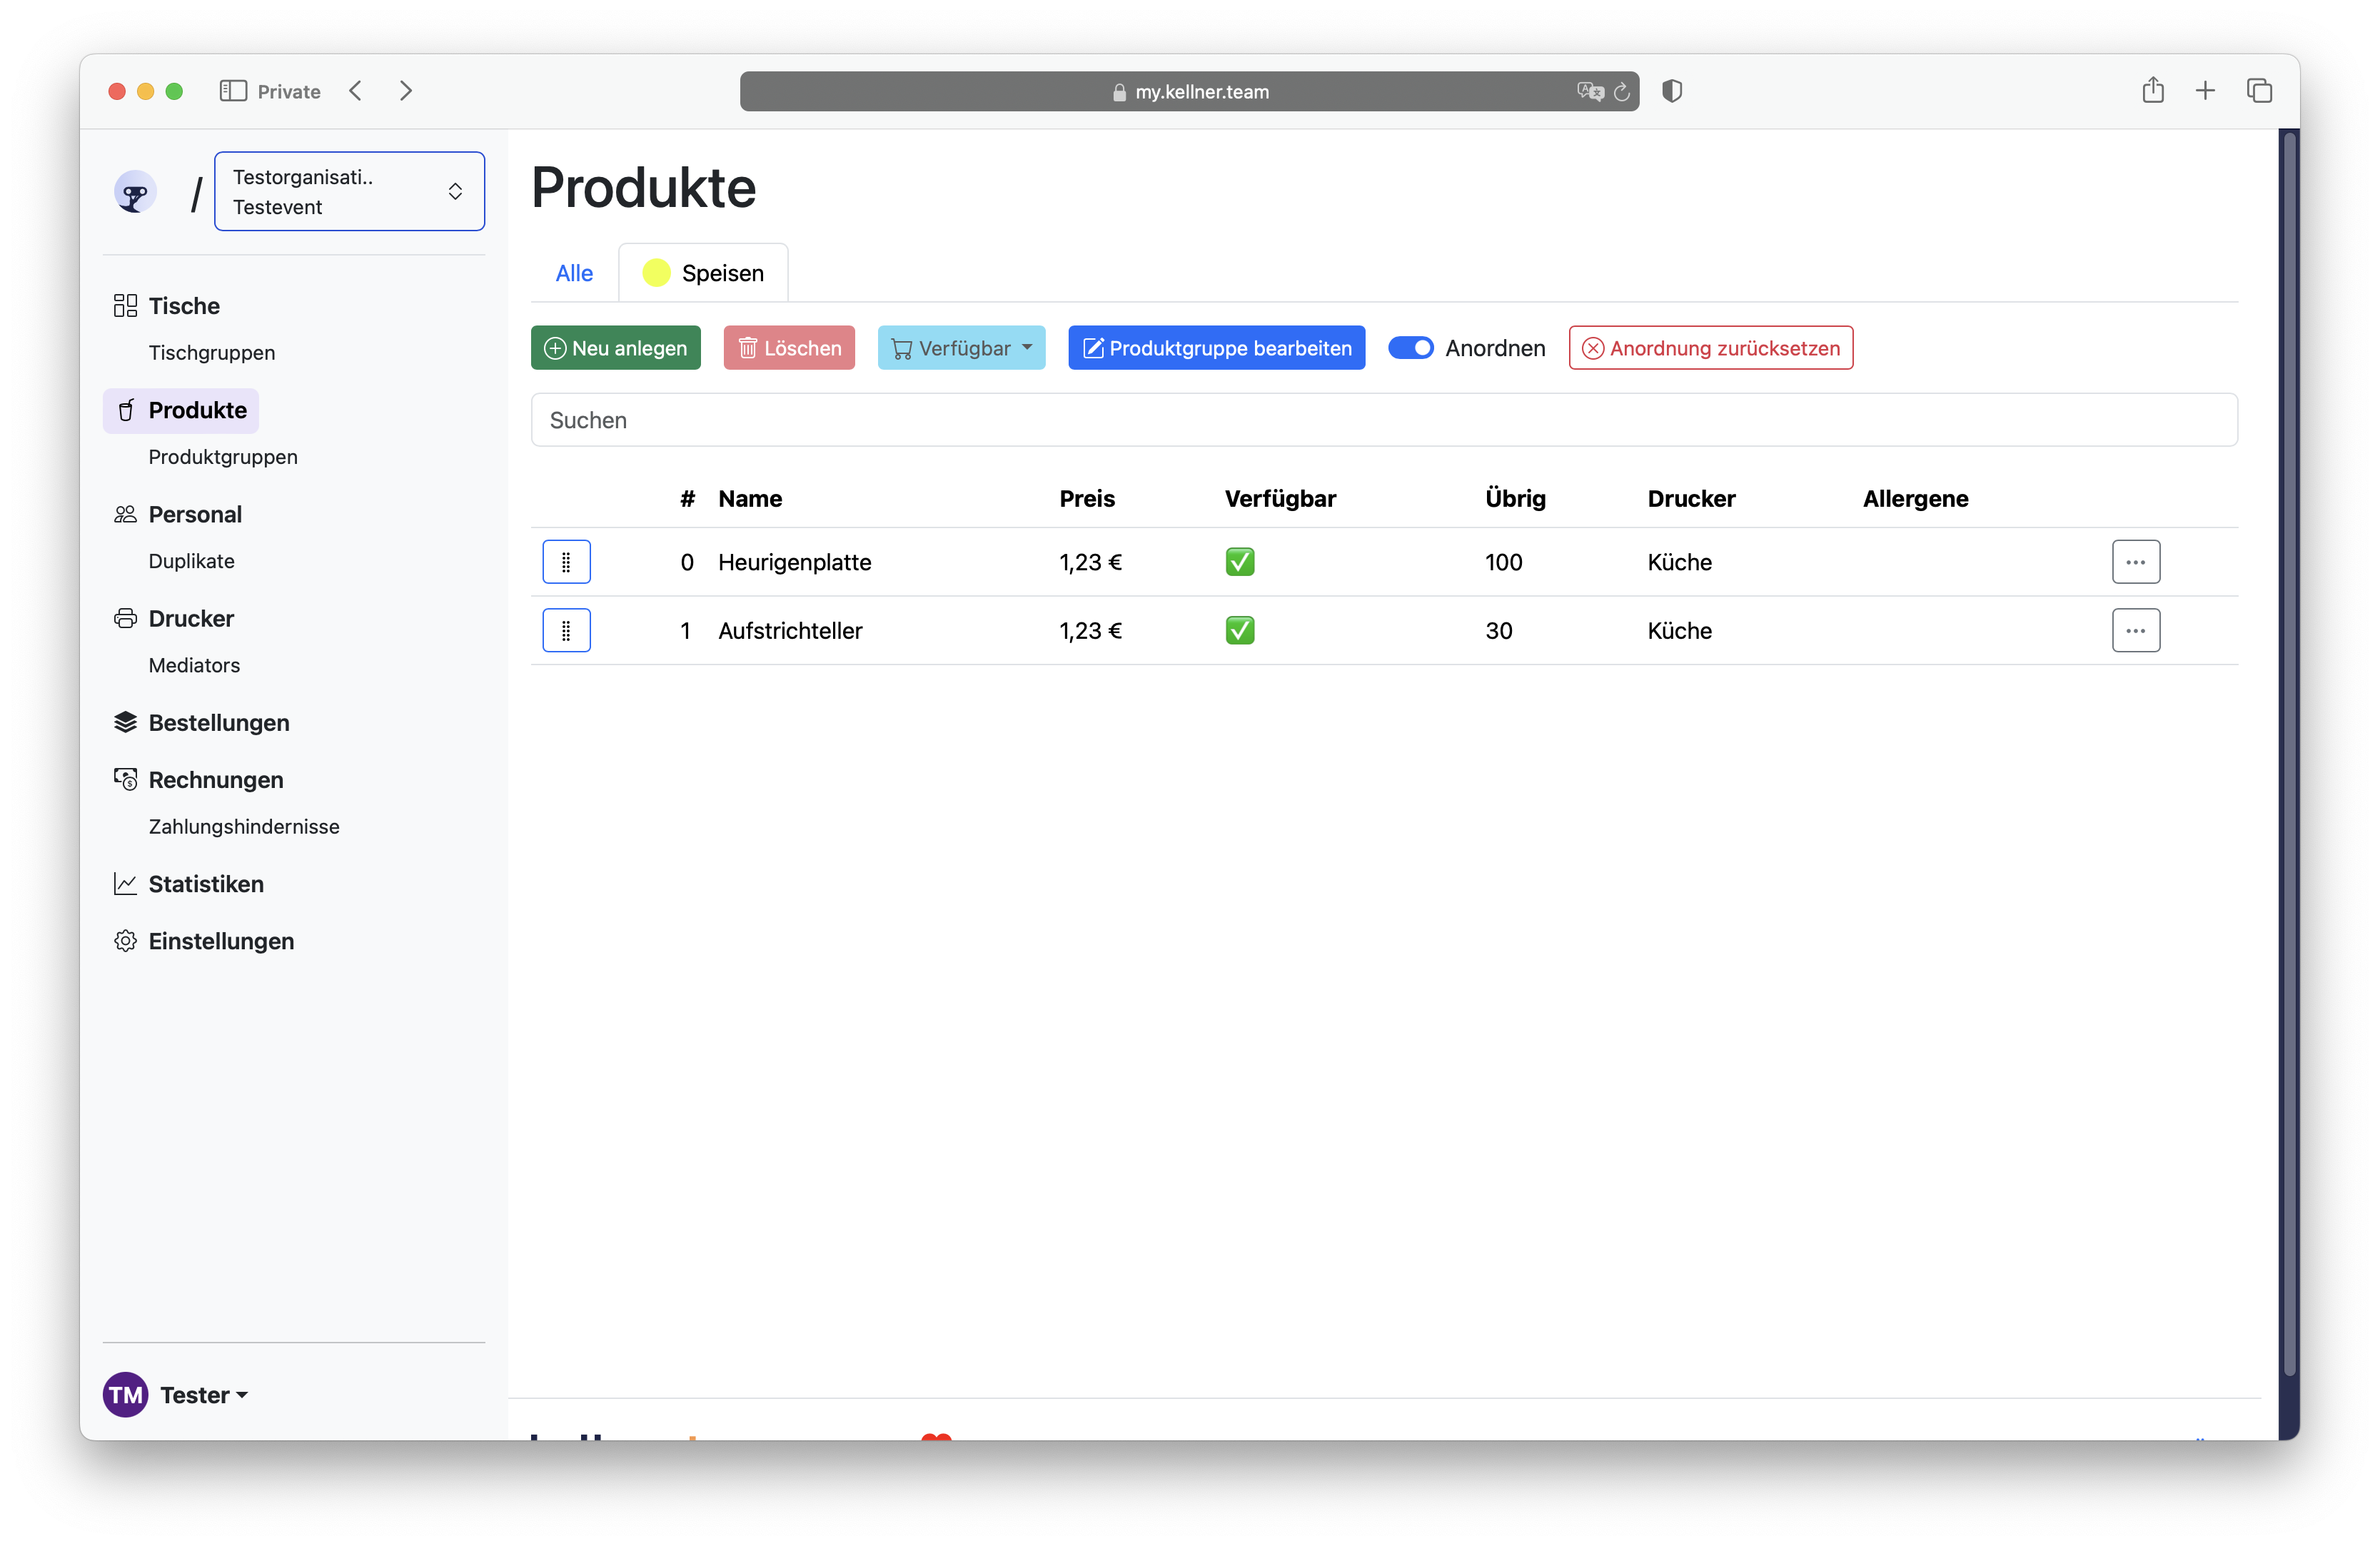 Private
my.kellner.team
/
Testorganisati..
Testevent
Tische
Tischgruppen
Produkte
Produktgruppen
Personal
Duplikate
Drucker
Mediators
Bestellungen
Rechnungen
Zahlungshindernisse
Statistiken
Einstellungen
TM Tester
Produkte
Alle Speisen
Neu anlegen Löschen Verfügbar Produktgruppe bearbeiten Anordnen Anordnung zurücksetzen
Suchen
# Name Preis Verfügbar Übrig Drucker Allergene
0 Heurigenplatte 1,23 € ✅ 100 Küche ...
1 Aufstrichteller 1,23 € ✅ 30 Küche ...